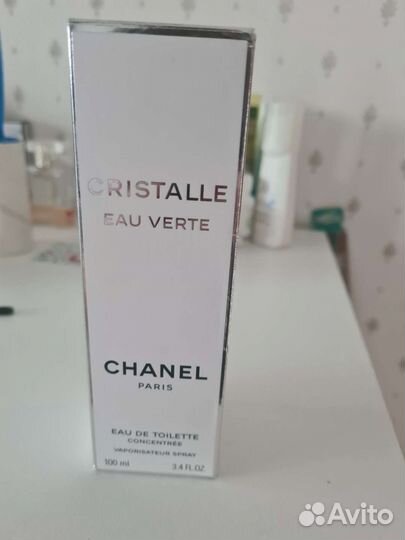 CRISTALLE
EAU VERTE
CHANEL
PARIS
EAU DE TOILETTE
CONCENTRÉE
VAPORISATEUR SPRAY
100 ml 3.4 FL.OZ
Avito